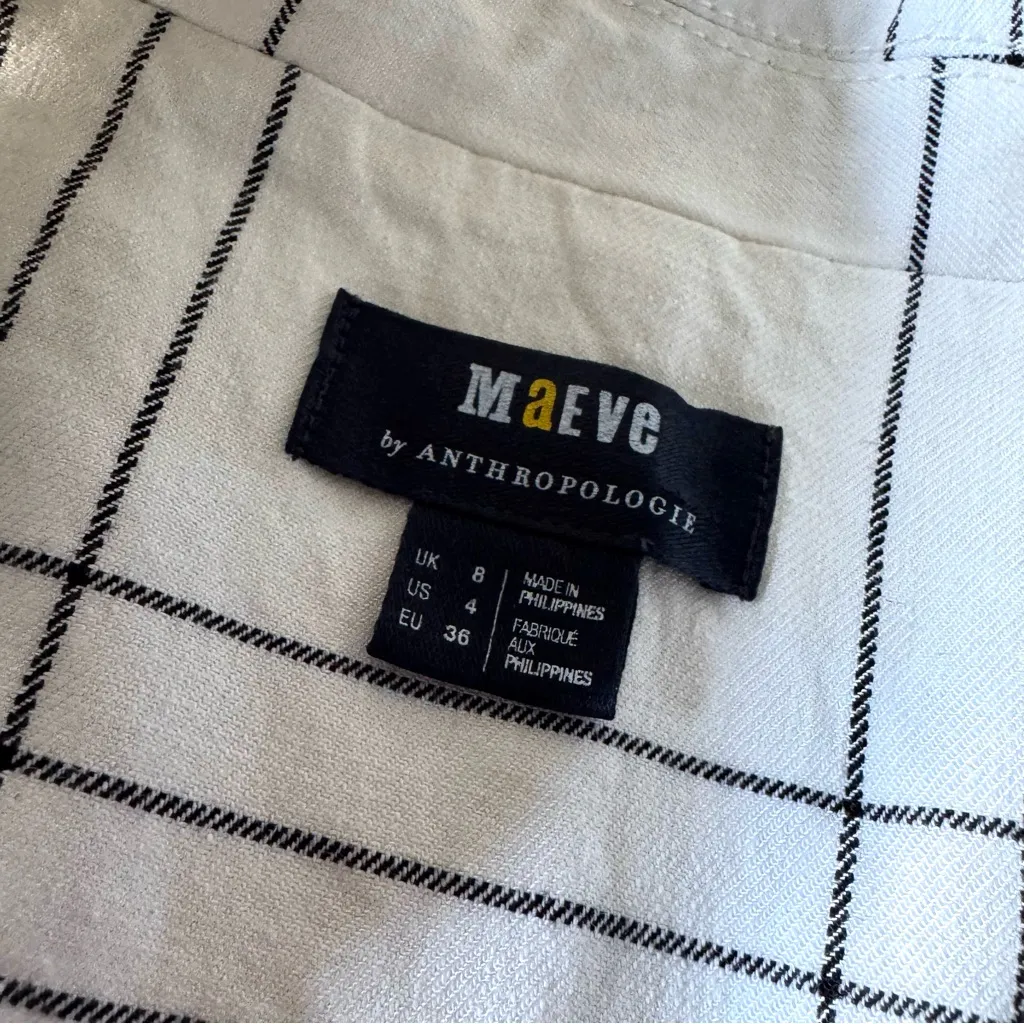 MaEVe
by ANTHROPOLOGIE
UK 8
US 4
EU 36
MADE IN
PHILIPPINES
FABRIQUÉ
AUX
PHILIPPINES